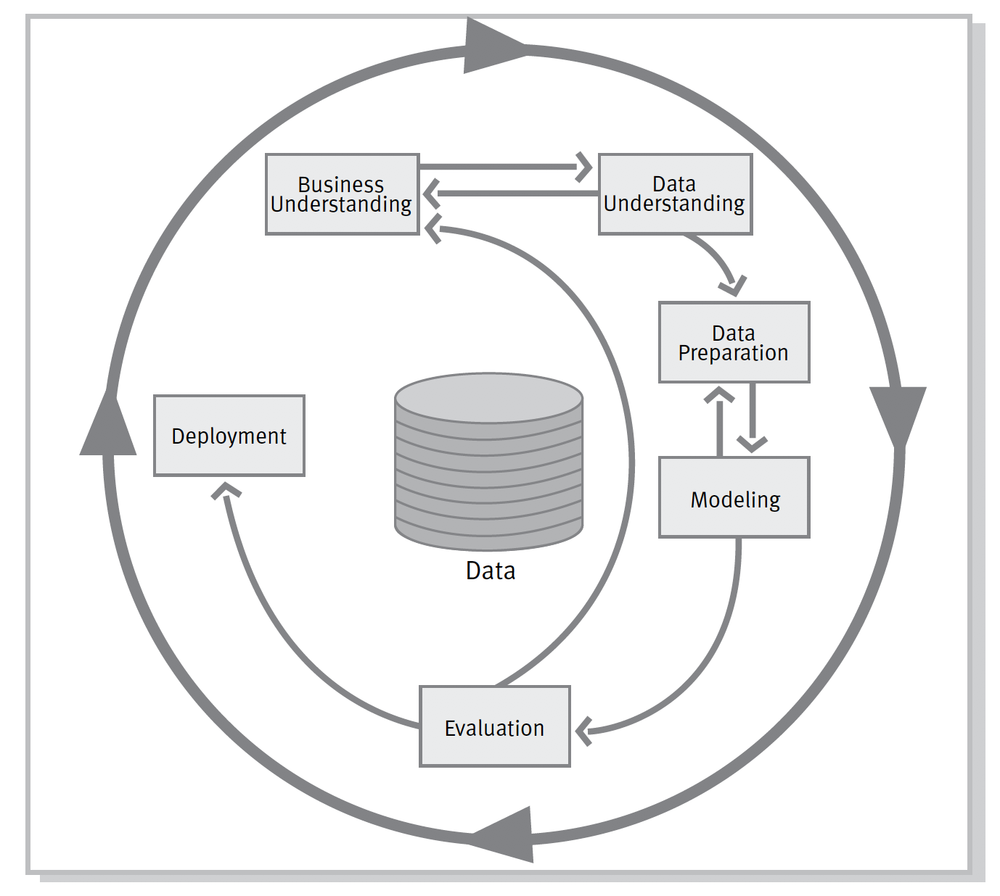 Business
Understanding
Data
Understanding
Data
Preparation
Deployment
Modeling
Data
Evaluation